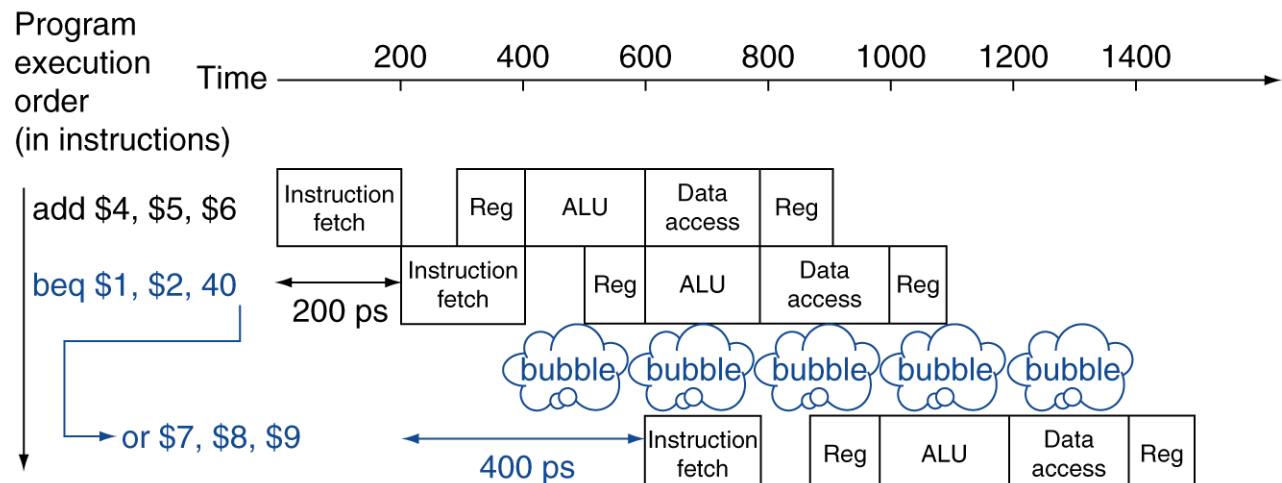 Program
execution
order
(in instructions)
Time
200 400 600 800 1000 1200 1400
add $4, $5, $6
Instruction
fetch
Reg
ALU
Data
access
Reg
beq $1, $2, 40
200 ps
Instruction
fetch
Reg
ALU
Data
access
Reg
bubble bubble bubble bubble bubble
or $7, $8, $9
400 ps
Instruction
fetch
Reg
ALU
Data
access
Reg